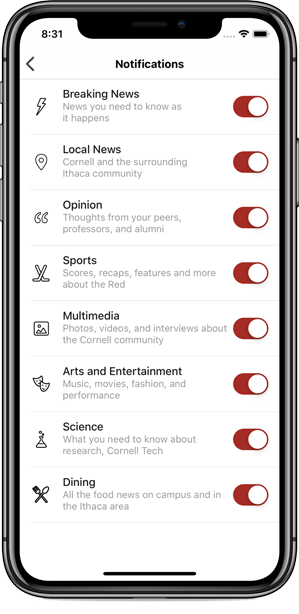 8:31
Notifications
Breaking News
News you need to know as
it happens
Local News
Cornell and the surrounding
Ithaca community
Opinion
Thoughts from your peers,
professors, and alumni
Sports
Scores, recaps, features and more
about the Red
Multimedia
Photos, videos, and interviews about
the Cornell community
Arts and Entertainment
Music, movies, fashion, and
performance
Science
What you need to know about
research, Cornell Tech
Dining
All the food news on campus and in
the Ithaca area